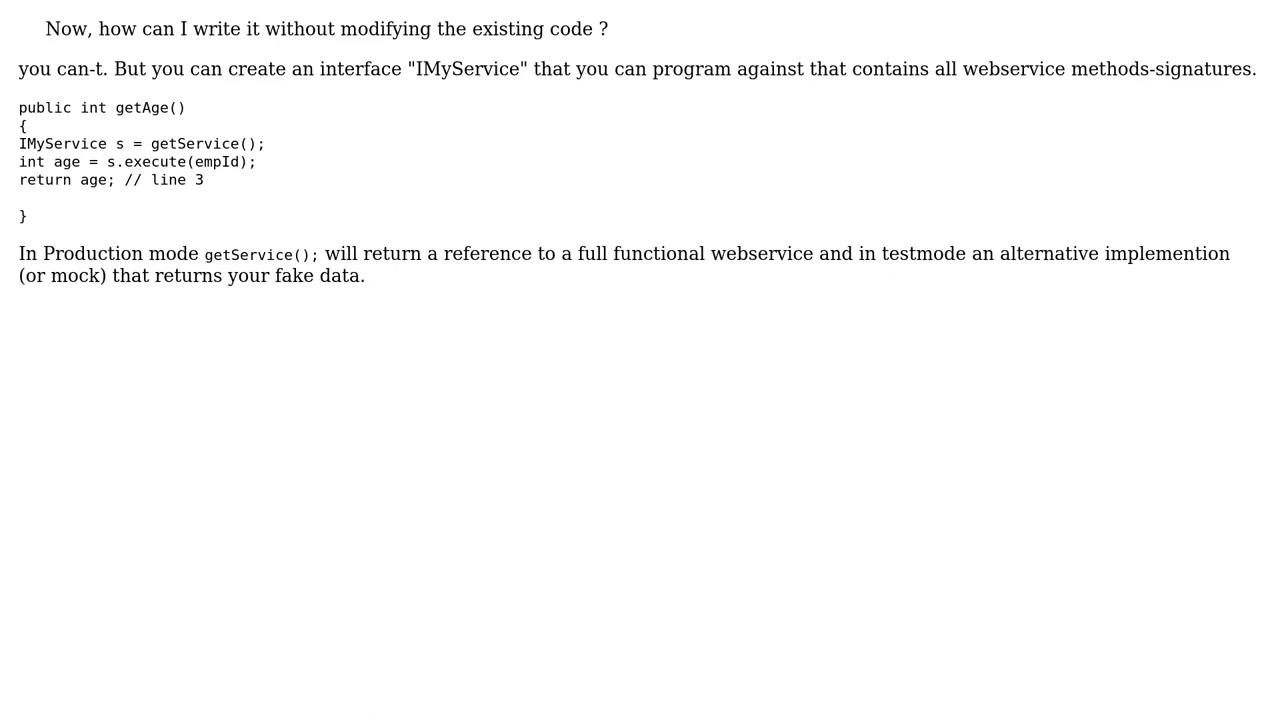 Now, how can I write it without modifying the existing code ?
you can-t. But you can create an interface "IMyService" that you can program against that contains all webservice methods-signatures.
public int getAge()
{
IMyService s = getService();
int age = s.execute(empId);
return age; // line 3
}
In Production mode getService(); will return a reference to a full functional webservice and in testmode an alternative implemention
(or mock) that returns your fake data.